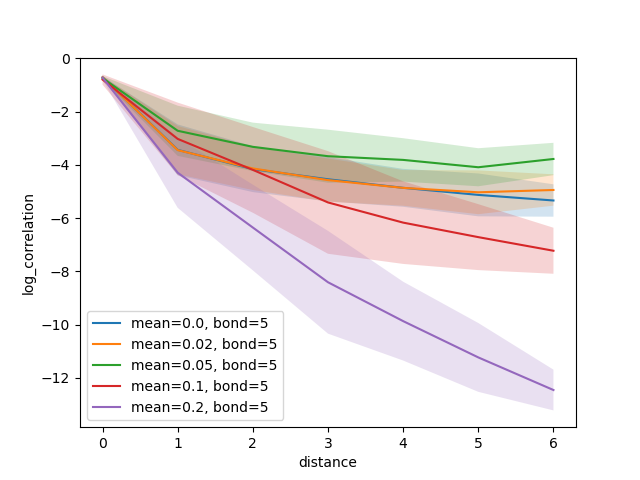 0
−2
−4
−6
−8
−10
−12
log_correlation
mean=0.0, bond=5
mean=0.02, bond=5
mean=0.05, bond=5
mean=0.1, bond=5
mean=0.2, bond=5
0 1 2 3 4 5 6
distance